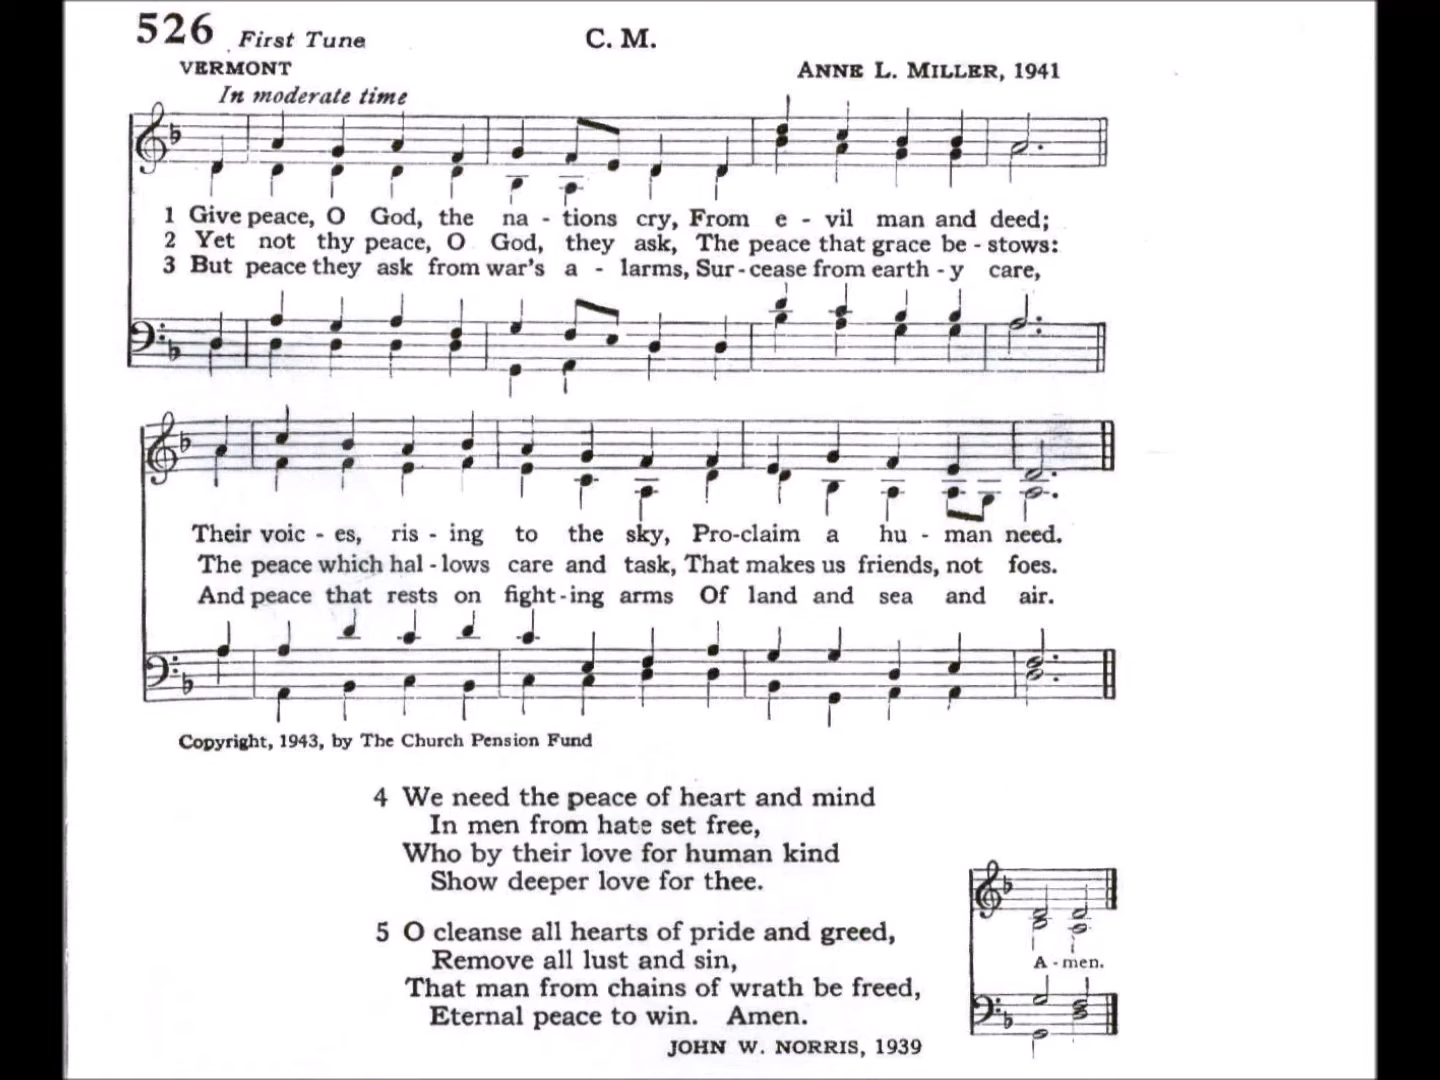 526 First Tune C. M.
VERMONT ANNE L. MILLER, 1941
In moderate time
1 Give peace, O God, the na - tions cry, From e - vil man and deed;
2 Yet not thy peace, O God, they ask, The peace that grace be - stows:
3 But peace they ask from war's a - larms, Sur - cease from earth - y care,
Their voic - es, ris - ing to the sky, Pro - claim a hu - man need.
The peace which hal - lows care and task, That makes us friends, not foes.
And peace that rests on fight - ing arms Of land and sea and air.
Copyright, 1943, by The Church Pension Fund
4 We need the peace of heart and mind
In men from hate set free,
Who by their love for human kind
Show deeper love for thee.
5 O cleanse all hearts of pride and greed,
Remove all lust and sin,
That man from chains of wrath be freed,
Eternal peace to win. Amen.
A - men.
JOHN W. NORRIS, 1939